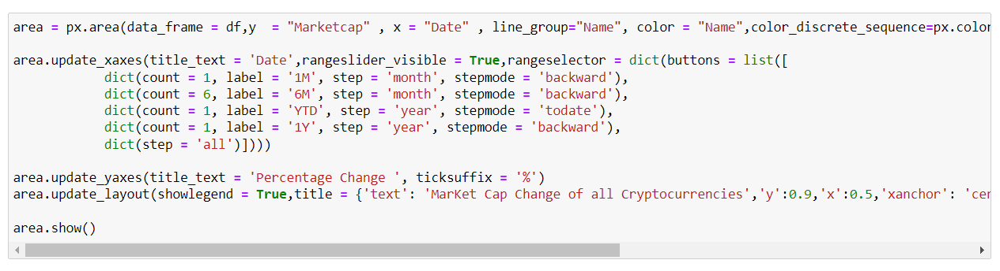 area = px.area(data_frame = df,y  = "Marketcap" , x = "Date" , line_group="Name", color = "Name",color_discrete_sequence=px.color
area.update_xaxes(title_text = 'Date',rangeslider_visible = True,rangeselector = dict(buttons = list([
            dict(count = 1, label = '1M', step = 'month', stepmode = 'backward'),
            dict(count = 6, label = '6M', step = 'month', stepmode = 'backward'),
            dict(count = 1, label = 'YTD', step = 'year', stepmode = 'todate'),
            dict(count = 1, label = '1Y', step = 'year', stepmode = 'backward'),
            dict(step = 'all')])))
area.update_yaxes(title_text = 'Percentage Change ', ticksuffix = '%')
area.update_layout(showlegend = True,title = {'text': 'MarKet Cap Change of all Cryptocurrencies','y':0.9,'x':0.5,'xanchor': 'cen
area.show()